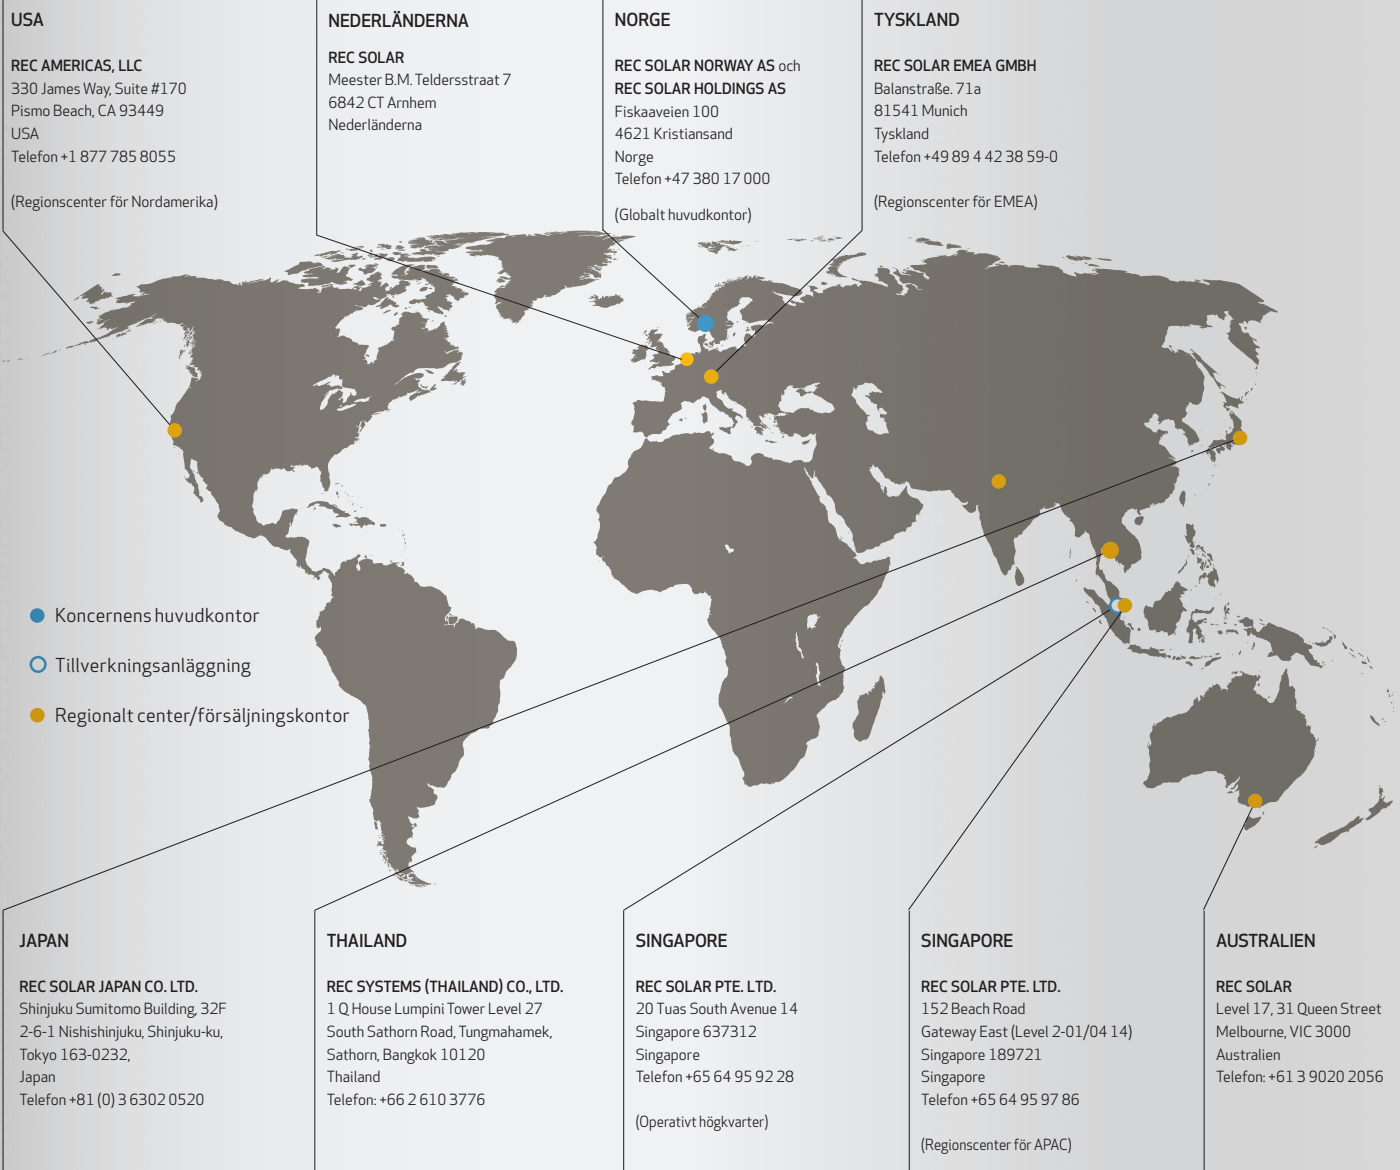 USA
REC AMERICAS, LLC
330 James Way, Suite #170
Pismo Beach, CA 93449
USA
Telefon +1 877 785 8055
(Regionscenter för Nordamerika)
NEDERLÄNDERNA
REC SOLAR
Meester B.M. Teldersstraat 7
6842 CT Arnhem
Nederländerna
NORGE
REC SOLAR NORWAY AS och
REC SOLAR HOLDINGS AS
Fiskaaveien 100
4621 Kristiansand
Norge
Telefon +47 380 17 000
(Globalt huvudkontor)
TYSKLAND
REC SOLAR EMEA GMBH
Balanstraße. 71a
81541 Munich
Tyskland
Telefon +49 89 4 42 38 59-0
(Regionscenter för EMEA)
Koncernens huvudkontor
Tillverkningsanläggning
Regionalt center/försäljningskontor
JAPAN
REC SOLAR JAPAN CO. LTD.
Shinjuku Sumitomo Building, 32F
2-6-1 Nishishinjuku, Shinjuku-ku,
Tokyo 163-0232,
Japan
Telefon +81 (0) 3 6302 0520
THAILAND
REC SYSTEMS (THAILAND) CO., LTD.
1 Q House Lumpini Tower Level 27
South Sathorn Road, Tungmahamek,
Sathorn, Bangkok 10120
Thailand
Telefon: +66 2 610 3776
SINGAPORE
REC SOLAR PTE. LTD.
20 Tuas South Avenue 14
Singapore 637312
Singapore
Telefon +65 64 95 92 28
(Operativt högkvarter)
SINGAPORE
REC SOLAR PTE. LTD.
152 Beach Road
Gateway East (Level 2-01/04 14)
Singapore 189721
Singapore
Telefon +65 64 95 97 86
(Regionscenter för APAC)
AUSTRALIEN
REC SOLAR
Level 17, 31 Queen Street
Melbourne, VIC 3000
Australien
Telefon: +61 3 9020 2056